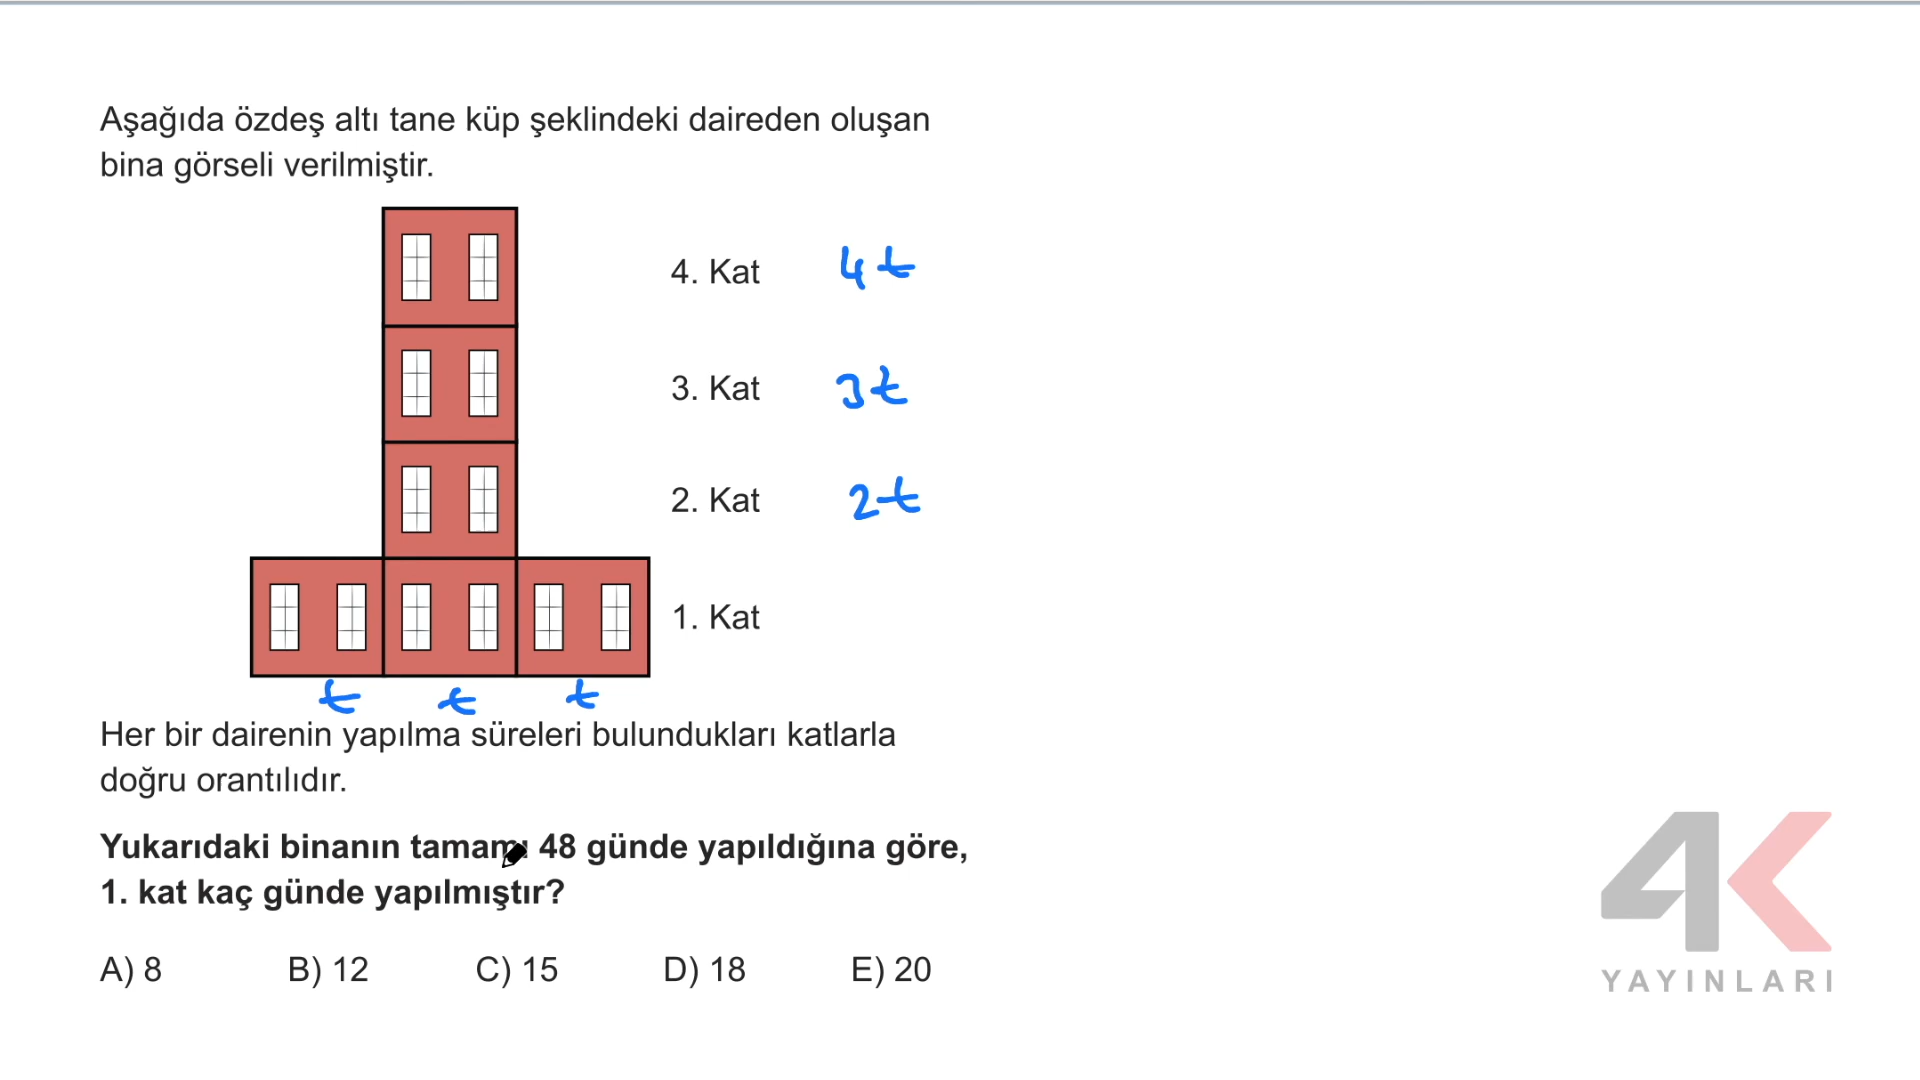 Aşağıda özdeş altı tane küp şeklindeki daireden oluşan
bina görseli verilmiştir.
4. Kat 4t
3. Kat 3t
2. Kat 2t
1. Kat
t t t
Her bir dairenin yapılma süreleri bulundukları katlarla
doğru orantılıdır.
Yukarıdaki binanın tamamı 48 günde yapıldığına göre,
1. kat kaç günde yapılmıştır?
A) 8 B) 12 C) 15 D) 18 E) 20
4K
YAYINLARI